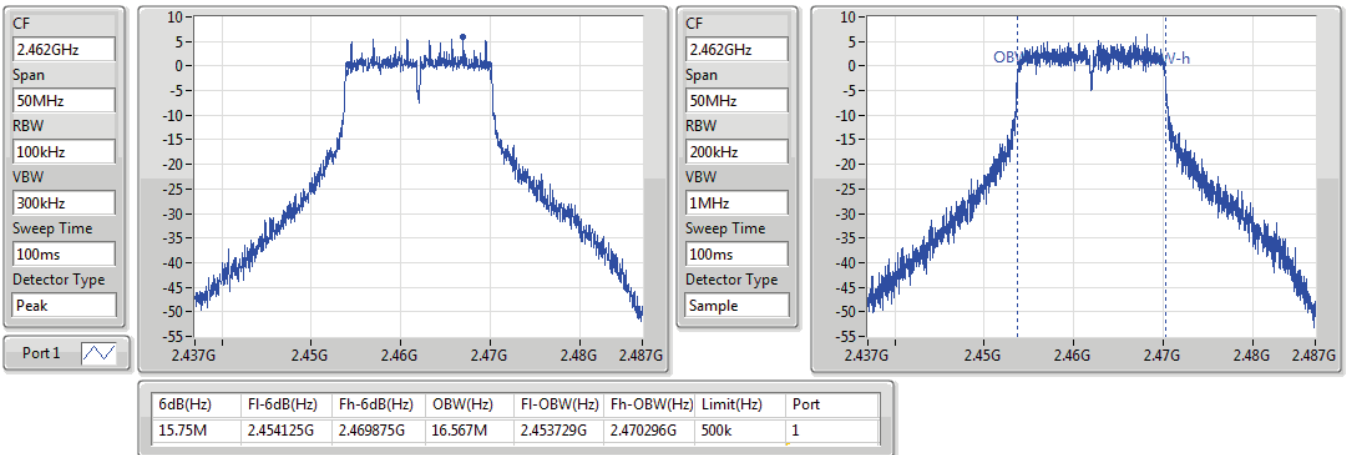 CF
2.462GHz
Span
50MHz
RBW
100kHz
VBW
300kHz
Sweep Time
100ms
Detector Type
Peak
Port 1
10
5
0
-5
-10
-15
-20
-25
-30
-35
-40
-45
-50
-55
2.437G 2.45G 2.46G 2.47G 2.48G 2.487G
CF
2.462GHz
Span
50MHz
RBW
200kHz
VBW
1MHz
Sweep Time
100ms
Detector Type
Sample
10
5
0
-5
-10
-15
-20
-25
-30
-35
-40
-45
-50
-55
2.437G 2.45G 2.46G 2.47G 2.48G 2.487G
6dB(Hz) Fl-6dB(Hz) Fh-6dB(Hz) OBW(Hz) Fl-OBW(Hz) Fh-OBW(Hz) Limit(Hz) Port
15.75M 2.454125G 2.469875G 16.567M 2.453729G 2.470296G 500k 1